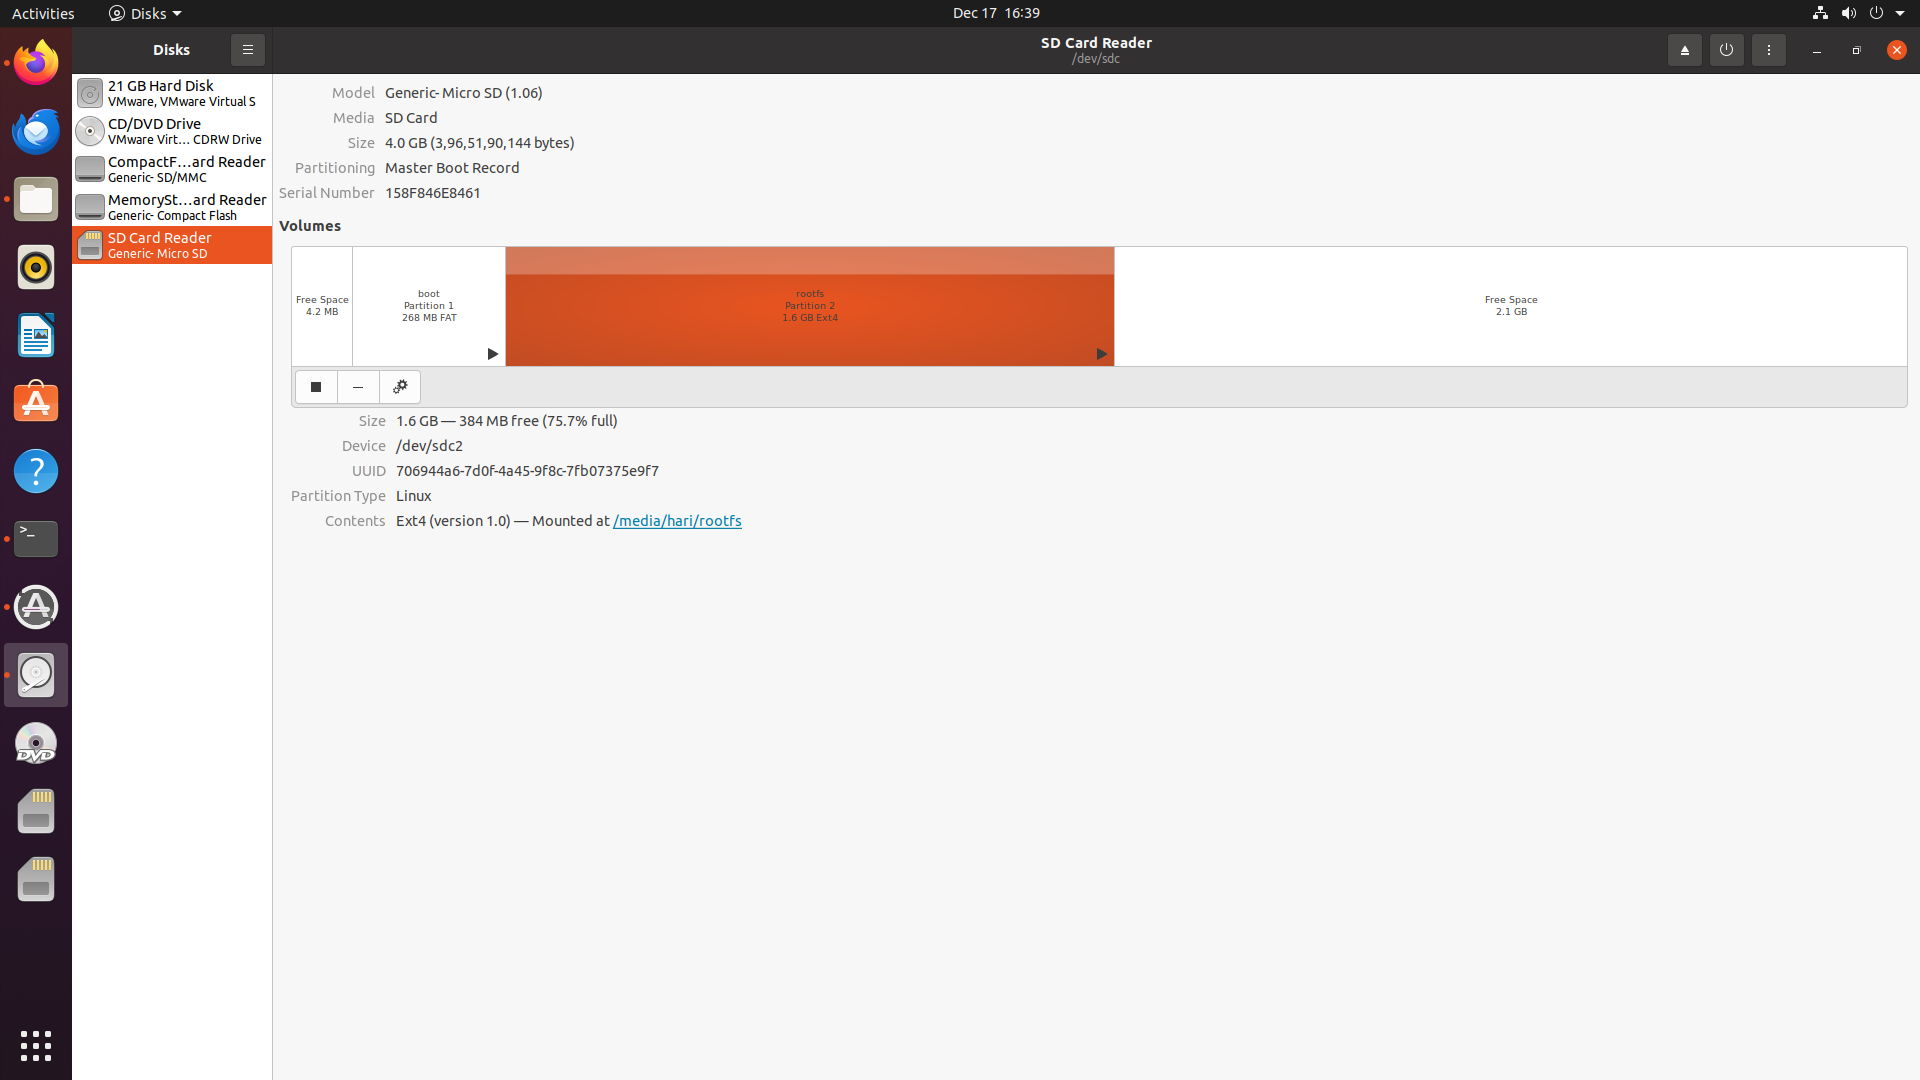 Activities
Disks
Dec 17 16:39
Disks
SD Card Reader
/dev/sdc
21 GB Hard Disk
VMware, VMware Virtual S
CD/DVD Drive
VMware Virt… CDRW Drive
CompactF…ard Reader
Generic- SD/MMC
MemorySt…ard Reader
Generic- Compact Flash
SD Card Reader
Generic- Micro SD
Model Generic- Micro SD (1.06)
Media SD Card
Size 4.0 GB (3,96,51,90,144 bytes)
Partitioning Master Boot Record
Serial Number 158F846E8461
Volumes
Free Space
4.2 MB
boot
Partition 1
268 MB FAT
rootfs
Partition 2
1.6 GB Ext4
Free Space
2.1 GB
Size 1.6 GB — 384 MB free (75.7% full)
Device /dev/sdc2
UUID 706944a6-7d0f-4a45-9f8c-7fb07375e9f7
Partition Type Linux
Contents Ext4 (version 1.0) — Mounted at /media/hari/rootfs
>_
DVD